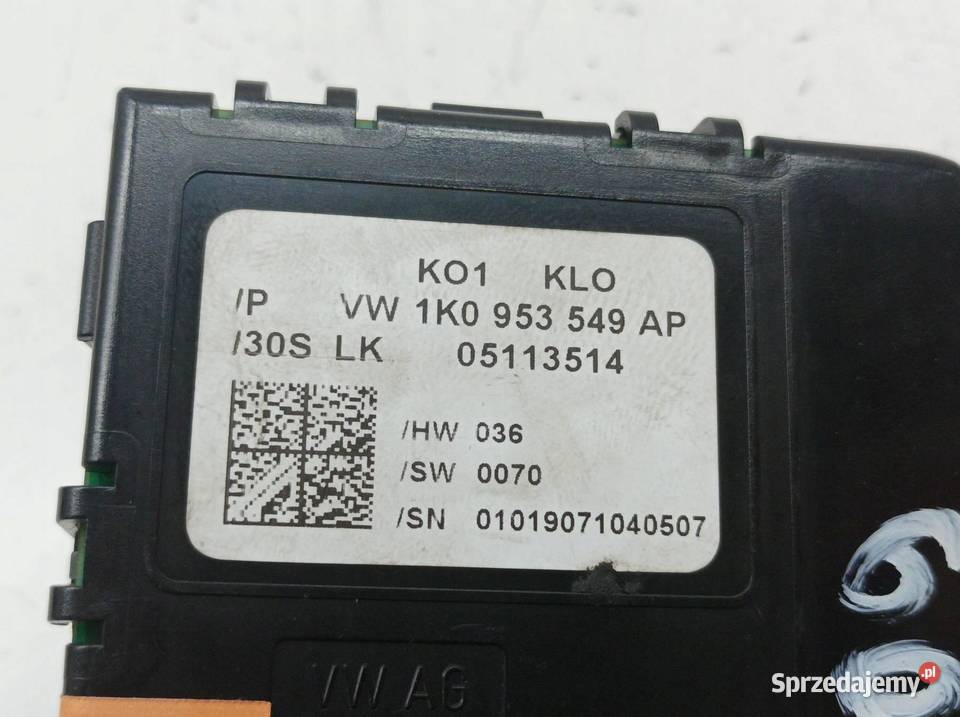 KO1 KLO
/P VW 1K0 953 549 AP
/30S LK 05113514
/HW 036
/SW 0070
/SN 01019071040507
VW AG
Sprzedajemy.pl